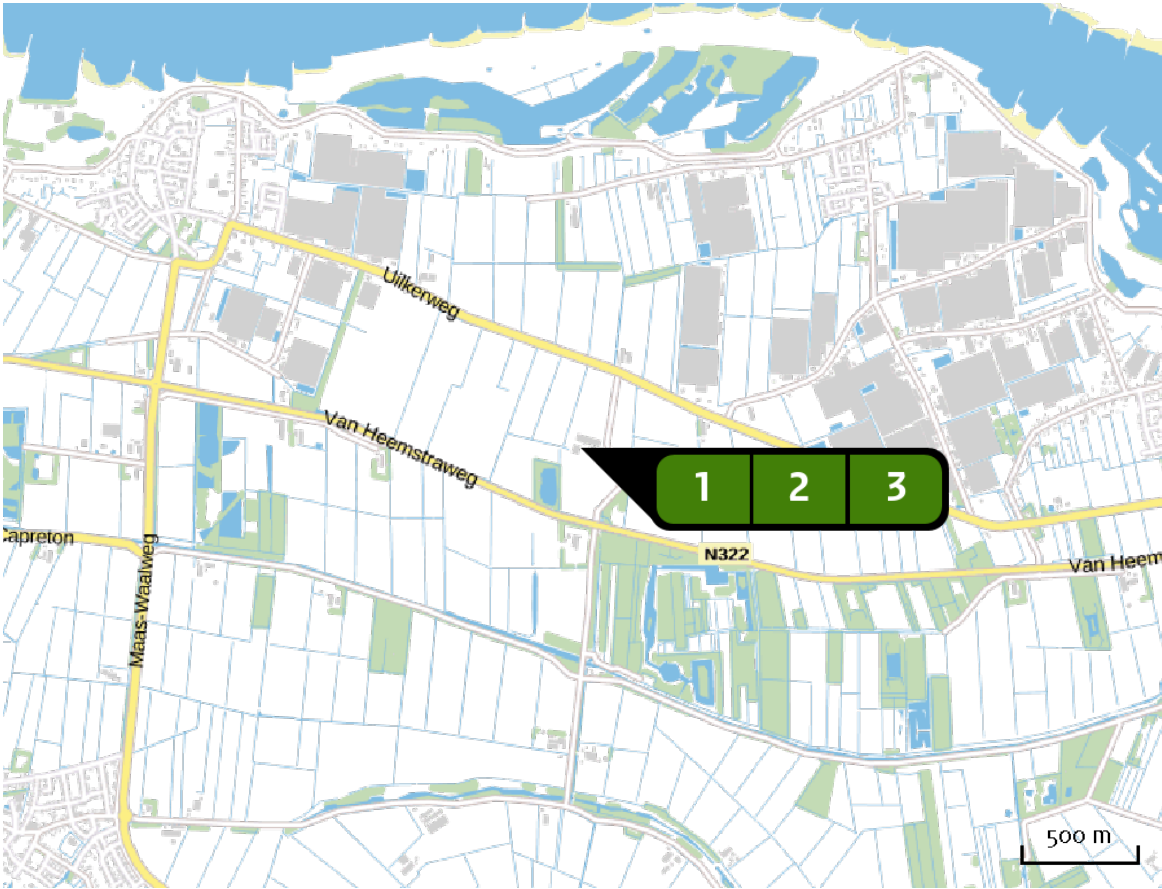 Uilkerweg
Van Heemstraweg
1 2 3
Capreton
N322
Van Heem
Maas-Waalweg
500 m